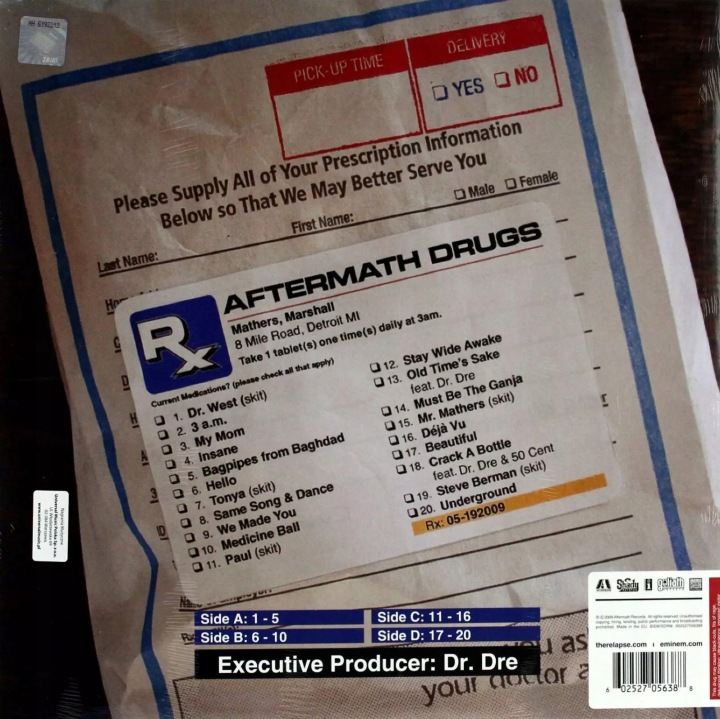 PICK-UP TIME
DELIVERY
YES NO
Please Supply All of Your Prescription Information
Below so That We May Better Serve You
Male Female
Last Name: First Name:
AFTERMATH DRUGS
Rx
Mathers, Marshall
8 Mile Road, Detroit MI
Take 1 tablet(s) one time(s) daily at 3am.
Current Medications? (please check all that apply)
1. Dr. West (skit)
2. 3 a.m.
3. My Mom
4. Insane
5. Bagpipes from Baghdad
6. Hello
7. Tonya (skit)
8. Same Song & Dance
9. We Made You
10. Medicine Ball
11. Paul (skit)
12. Stay Wide Awake
13. Old Time's Sake
feat. Dr. Dre
14. Must Be The Ganja
15. Mr. Mathers (skit)
16. Déjà Vu
17. Beautiful
18. Crack A Bottle
feat. Dr. Dre & 50 Cent
19. Steve Berman (skit)
20. Underground
Rx: 05-192009
Side A: 1 - 5
Side B: 6 - 10
Side C: 11 - 16
Side D: 17 - 20
Executive Producer: Dr. Dre
you as
your doctor a
Shady
goliath
therelapse.com | eminem.com
6 02527 05638 8